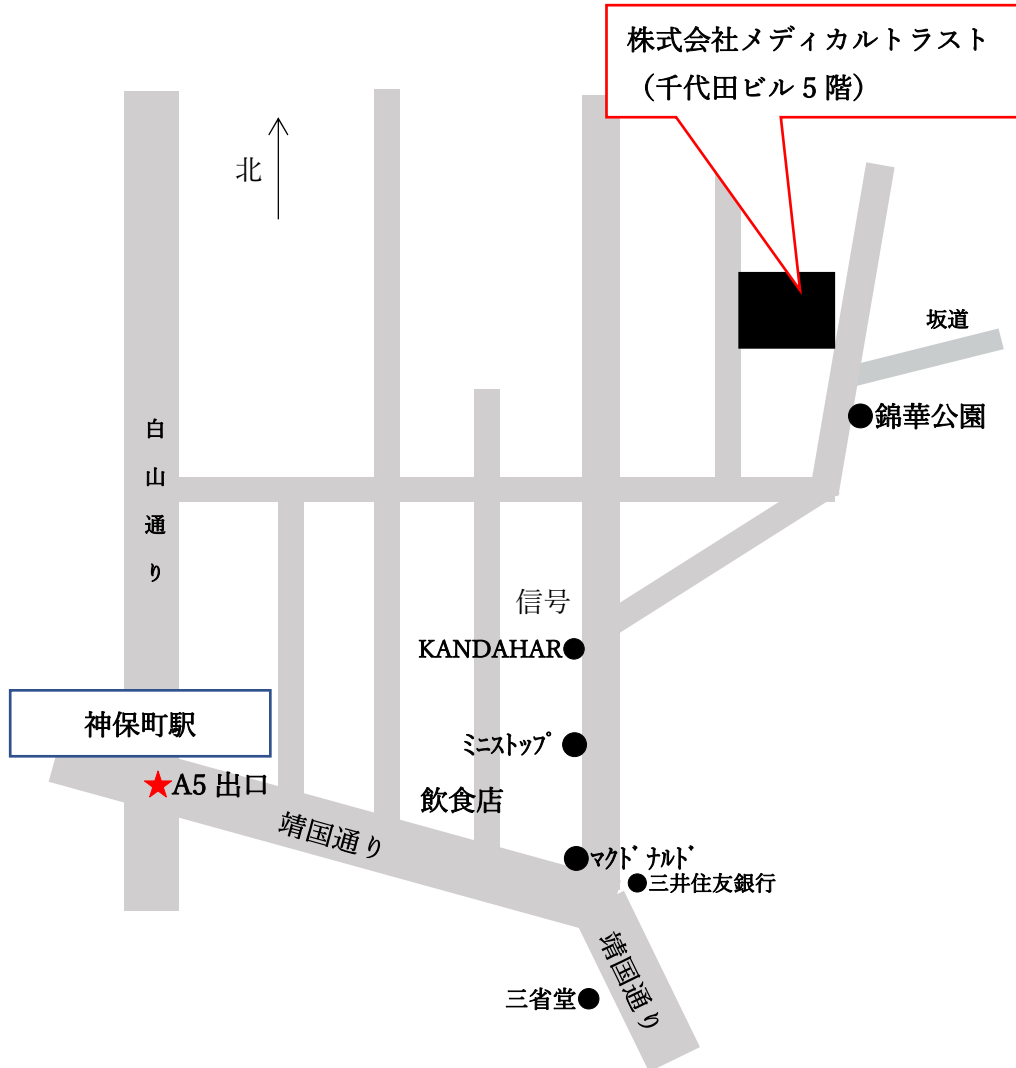 株式会社メディカルトラスト
（千代田ビル 5 階）
北
坂道
錦華公園
白山通り
信号
KANDAHAR
神保町駅
ﾐﾆｽﾄｯﾌﾟ
A5 出口
飲食店
靖国通り
ﾏｸﾄﾞﾅﾙﾄﾞ
三井住友銀行
靖国通り
三省堂